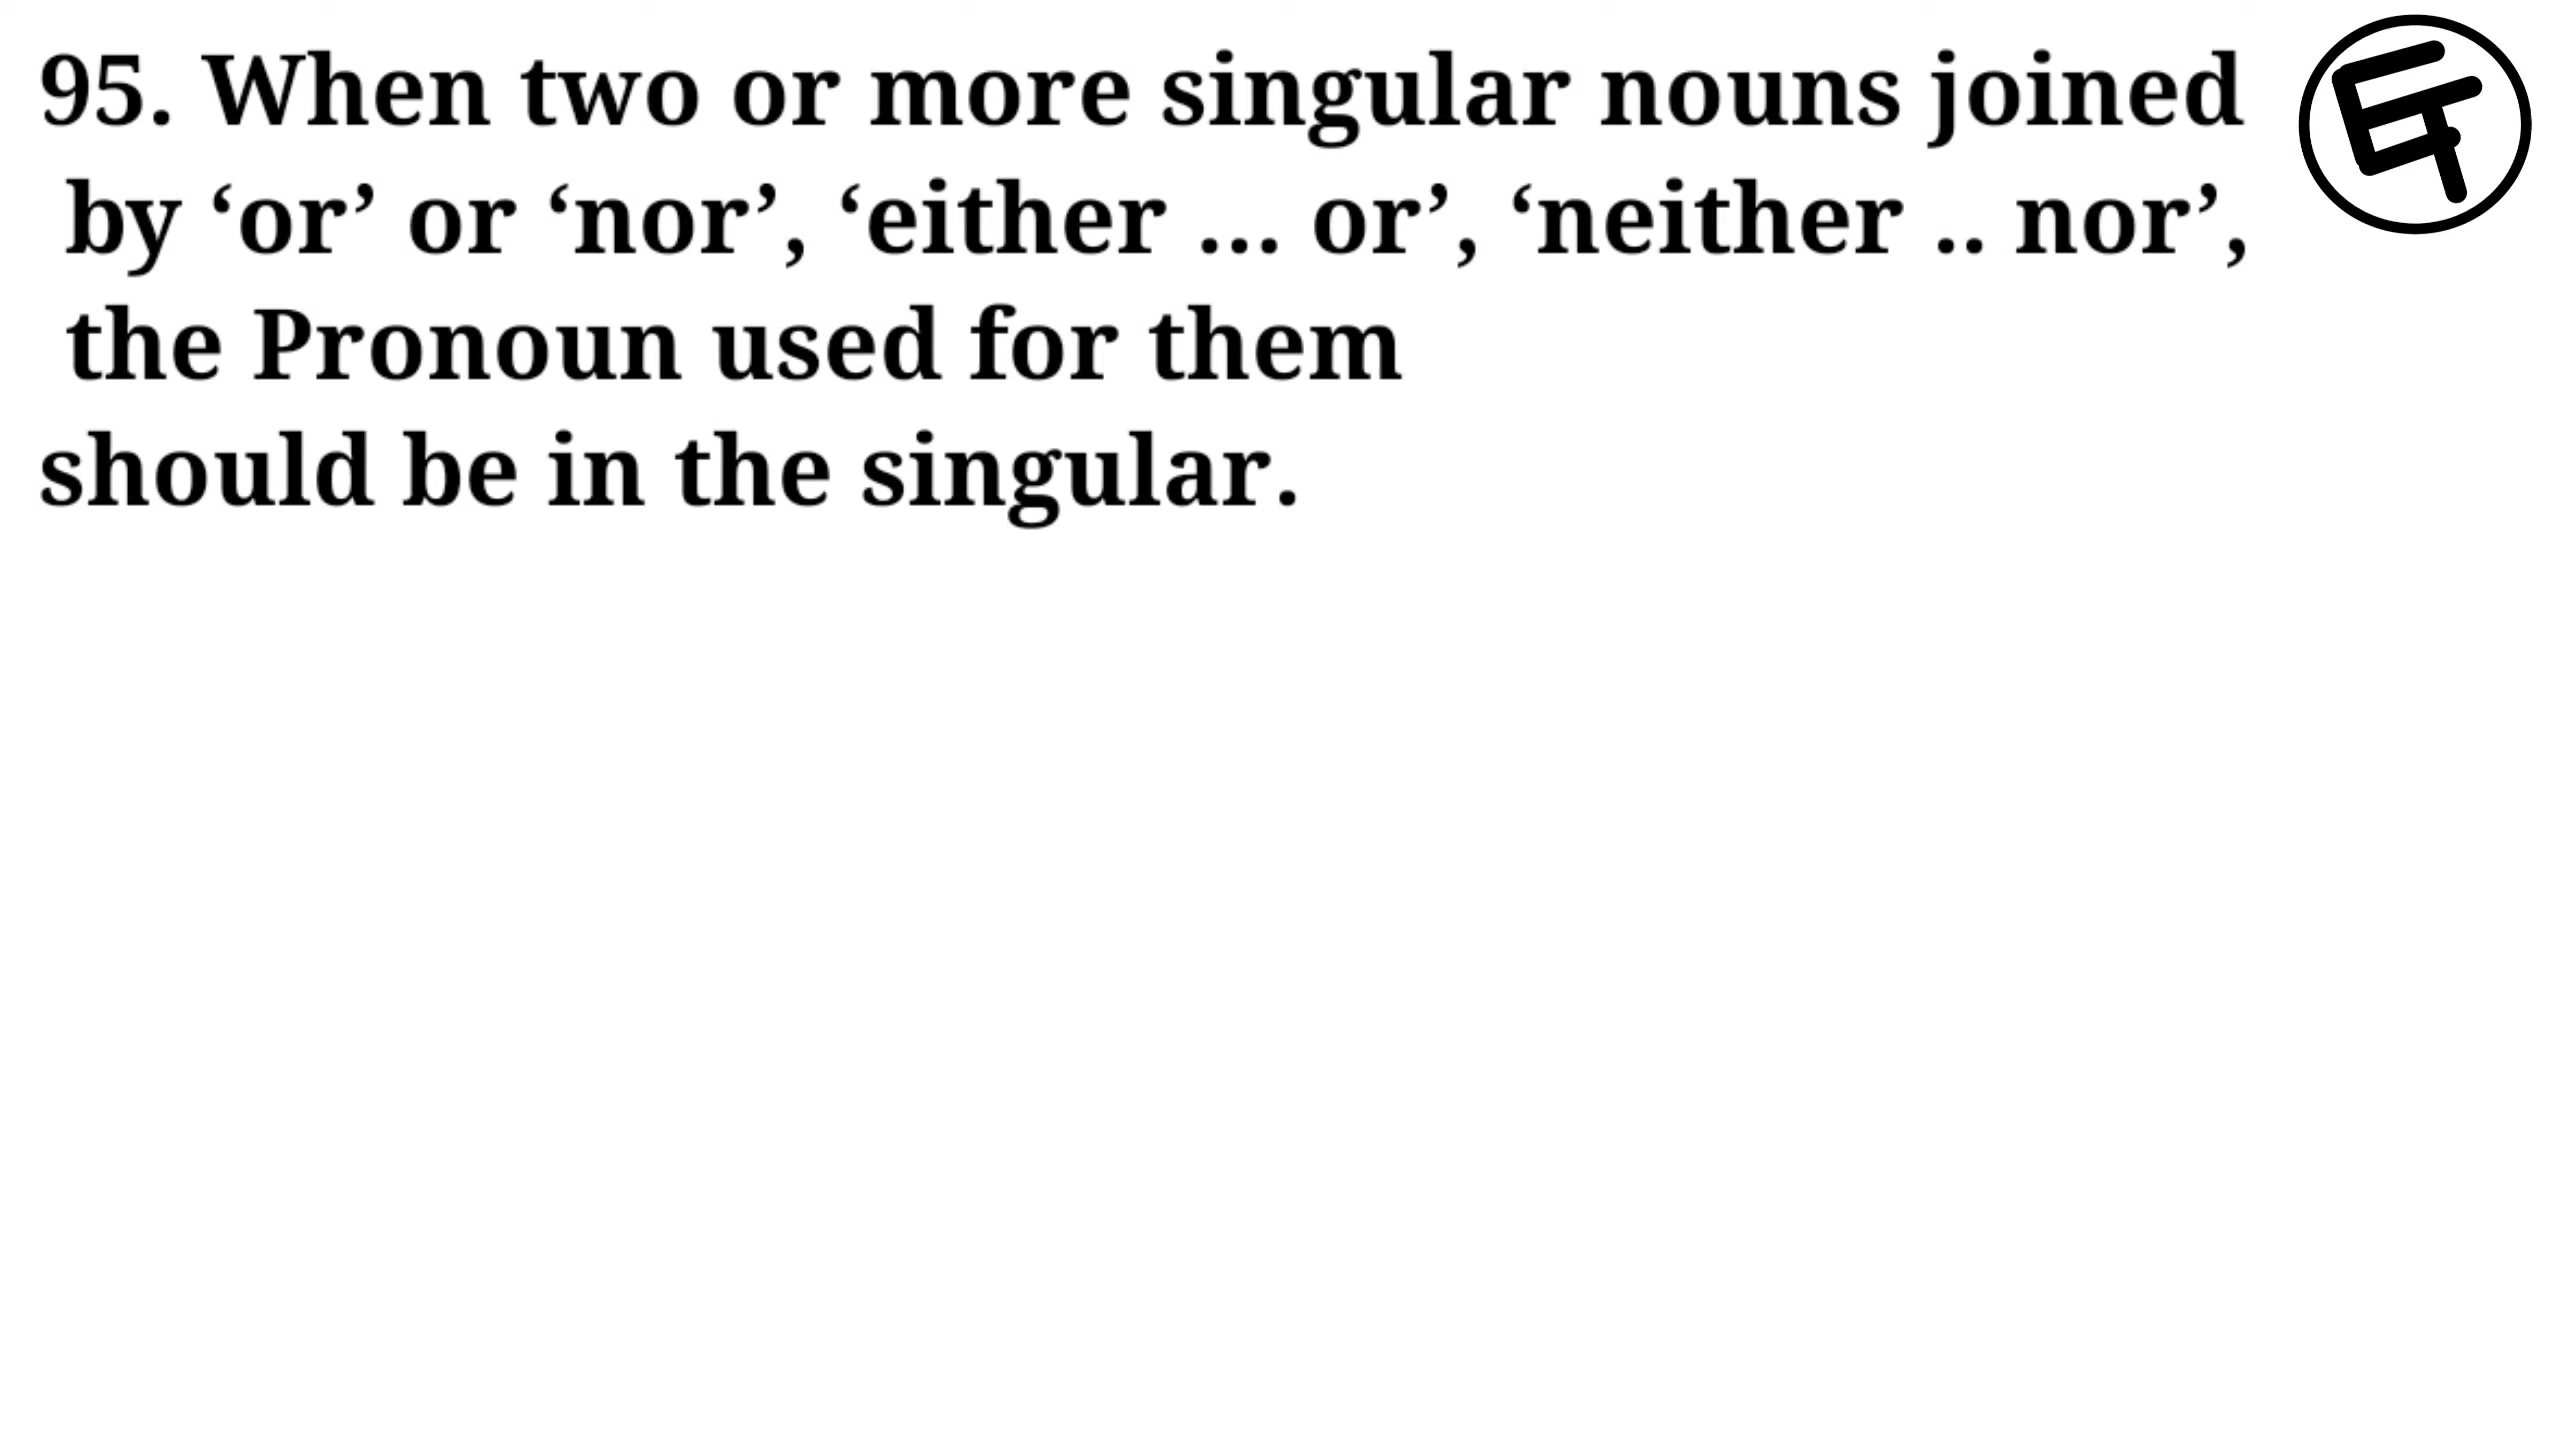 95. When two or more singular nouns joined
by ‘or’ or ‘nor’, ‘either ... or’, ‘neither .. nor’,
the Pronoun used for them
should be in the singular.